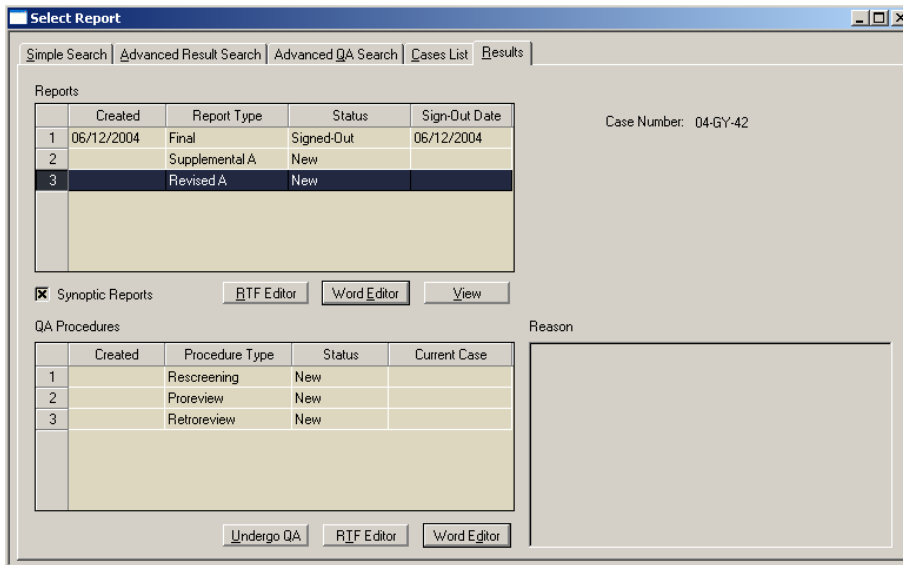 Select Report
Simple Search Advanced Result Search Advanced QA Search Cases List Results
Reports
Created Report Type Status Sign-Out Date
1 06/12/2004 Final Signed-Out 06/12/2004
2 Supplemental A New
3 Revised A New
Case Number: 04-GY-42
Synoptic Reports RTF Editor Word Editor View
QA Procedures
Created Procedure Type Status Current Case
1 Rescreening New
2 Proreview New
3 Retroreview New
Reason
Undergo QA RTF Editor Word Editor